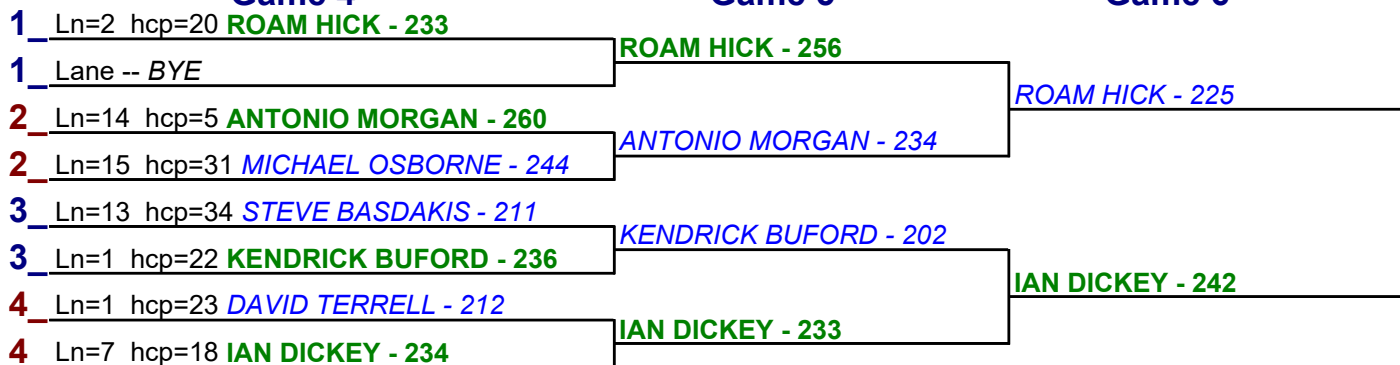 1_ Ln=2 hcp=20 ROAM HICK - 233
ROAM HICK - 256
1_ Lane -- BYE
ROAM HICK - 225
2_ Ln=14 hcp=5 ANTONIO MORGAN - 260
ANTONIO MORGAN - 234
2_ Ln=15 hcp=31 MICHAEL OSBORNE - 244
3_ Ln=13 hcp=34 STEVE BASDAKIS - 211
KENDRICK BUFORD - 202
3_ Ln=1 hcp=22 KENDRICK BUFORD - 236
IAN DICKEY - 242
4_ Ln=1 hcp=23 DAVID TERRELL - 212
IAN DICKEY - 233
4 Ln=7 hcp=18 IAN DICKEY - 234